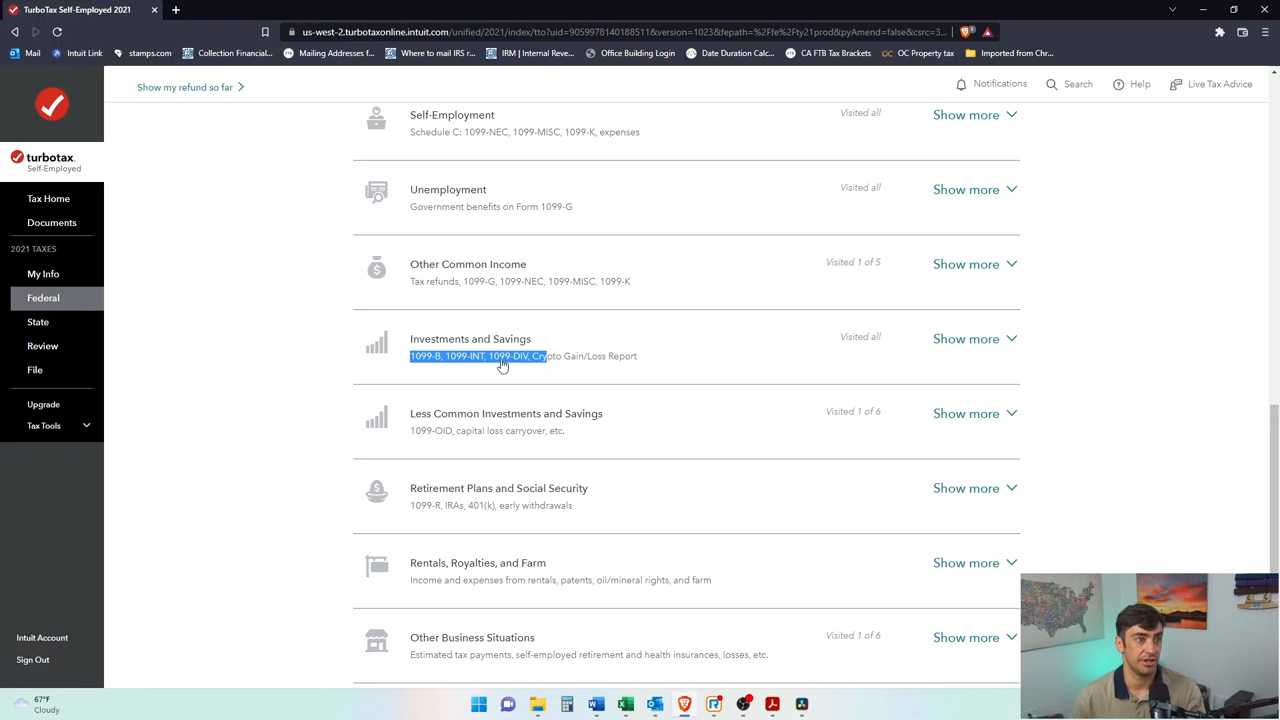 TurboTax Self-Employed 2021
us-west-2.turbotaxonline.intuit.com/unified/2021/index/tto?uid=9059978140188511&version=1023&fepath=%2Ffe%2Fty21prod&pyAmend=false&csrc=3...
Mail
Intuit Link
stamps.com
Collection Financial...
Mailing Addresses f...
Where to mail IRS r...
IRM | Internal Reve...
Office Building Login
Date Duration Calc...
CA FTB Tax Brackets
OC Property tax
Imported from Chr...
Show my refund so far
Notifications
Search
Help
Live Tax Advice
turbotax.
Self-Employed
Tax Home
Documents
2021 TAXES
My Info
Federal
State
Review
File
Upgrade
Tax Tools
Intuit Account
Sign Out
Self-Employment
Visited all
Show more
Schedule C: 1099-NEC, 1099-MISC, 1099-K, expenses
Unemployment
Visited all
Show more
Government benefits on Form 1099-G
Other Common Income
Visited 1 of 5
Show more
Tax refunds, 1099-G, 1099-NEC, 1099-MISC, 1099-K
Investments and Savings
Visited all
Show more
1099-B, 1099-INT, 1099-DIV, Crypto Gain/Loss Report
Less Common Investments and Savings
Visited 1 of 6
Show more
1099-OID, capital loss carryover, etc.
Retirement Plans and Social Security
Show more
1099-R, IRAs, 401(k), early withdrawals
Rentals, Royalties, and Farm
Show more
Income and expenses from rentals, patents, oil/mineral rights, and farm
Other Business Situations
Visited 1 of 6
Show more
Estimated tax payments, self-employed retirement and health insurances, losses, etc.
67°F
Cloudy